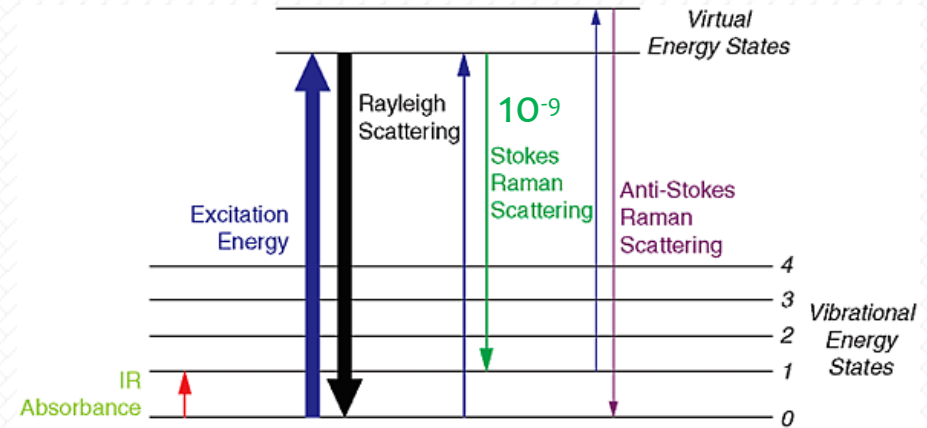 Virtual
Energy States
Rayleigh
Scattering
10-9
Stokes
Raman
Scattering
Anti-Stokes
Raman
Scattering
Excitation
Energy
4
3
Vibrational
2
Energy
1
States
IR
Absorbance
0